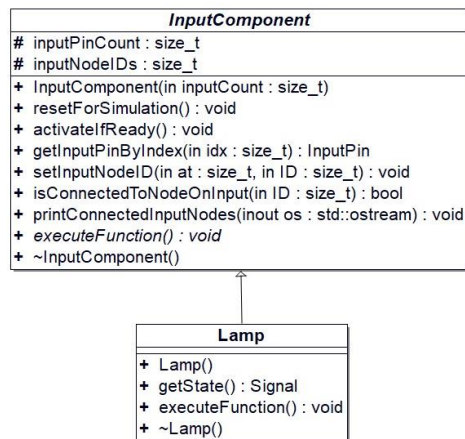 InputComponent
# inputPinCount : size_t
# inputNodeIDs : size_t
+ InputComponent(in inputCount : size_t)
+ resetForSimulation() : void
+ activateIfReady() : void
+ getInputPinByIndex(in idx : size_t) : InputPin
+ setInputNodeID(in at : size_t, in ID : size_t) : void
+ isConnectedToNodeOnInput(in ID : size_t) : bool
+ printConnectedInputNodes(inout os : std::ostream) : void
+ executeFunction() : void
+ ~InputComponent()
Lamp
+ Lamp()
+ getState() : Signal
+ executeFunction() : void
+ ~Lamp()